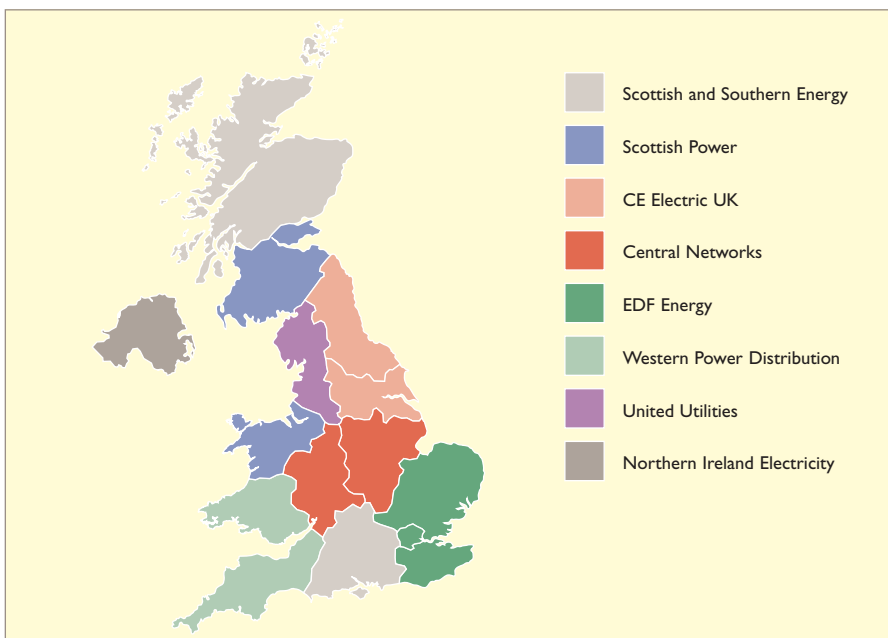 Scottish and Southern Energy
Scottish Power
CE Electric UK
Central Networks
EDF Energy
Western Power Distribution
United Utilities
Northern Ireland Electricity